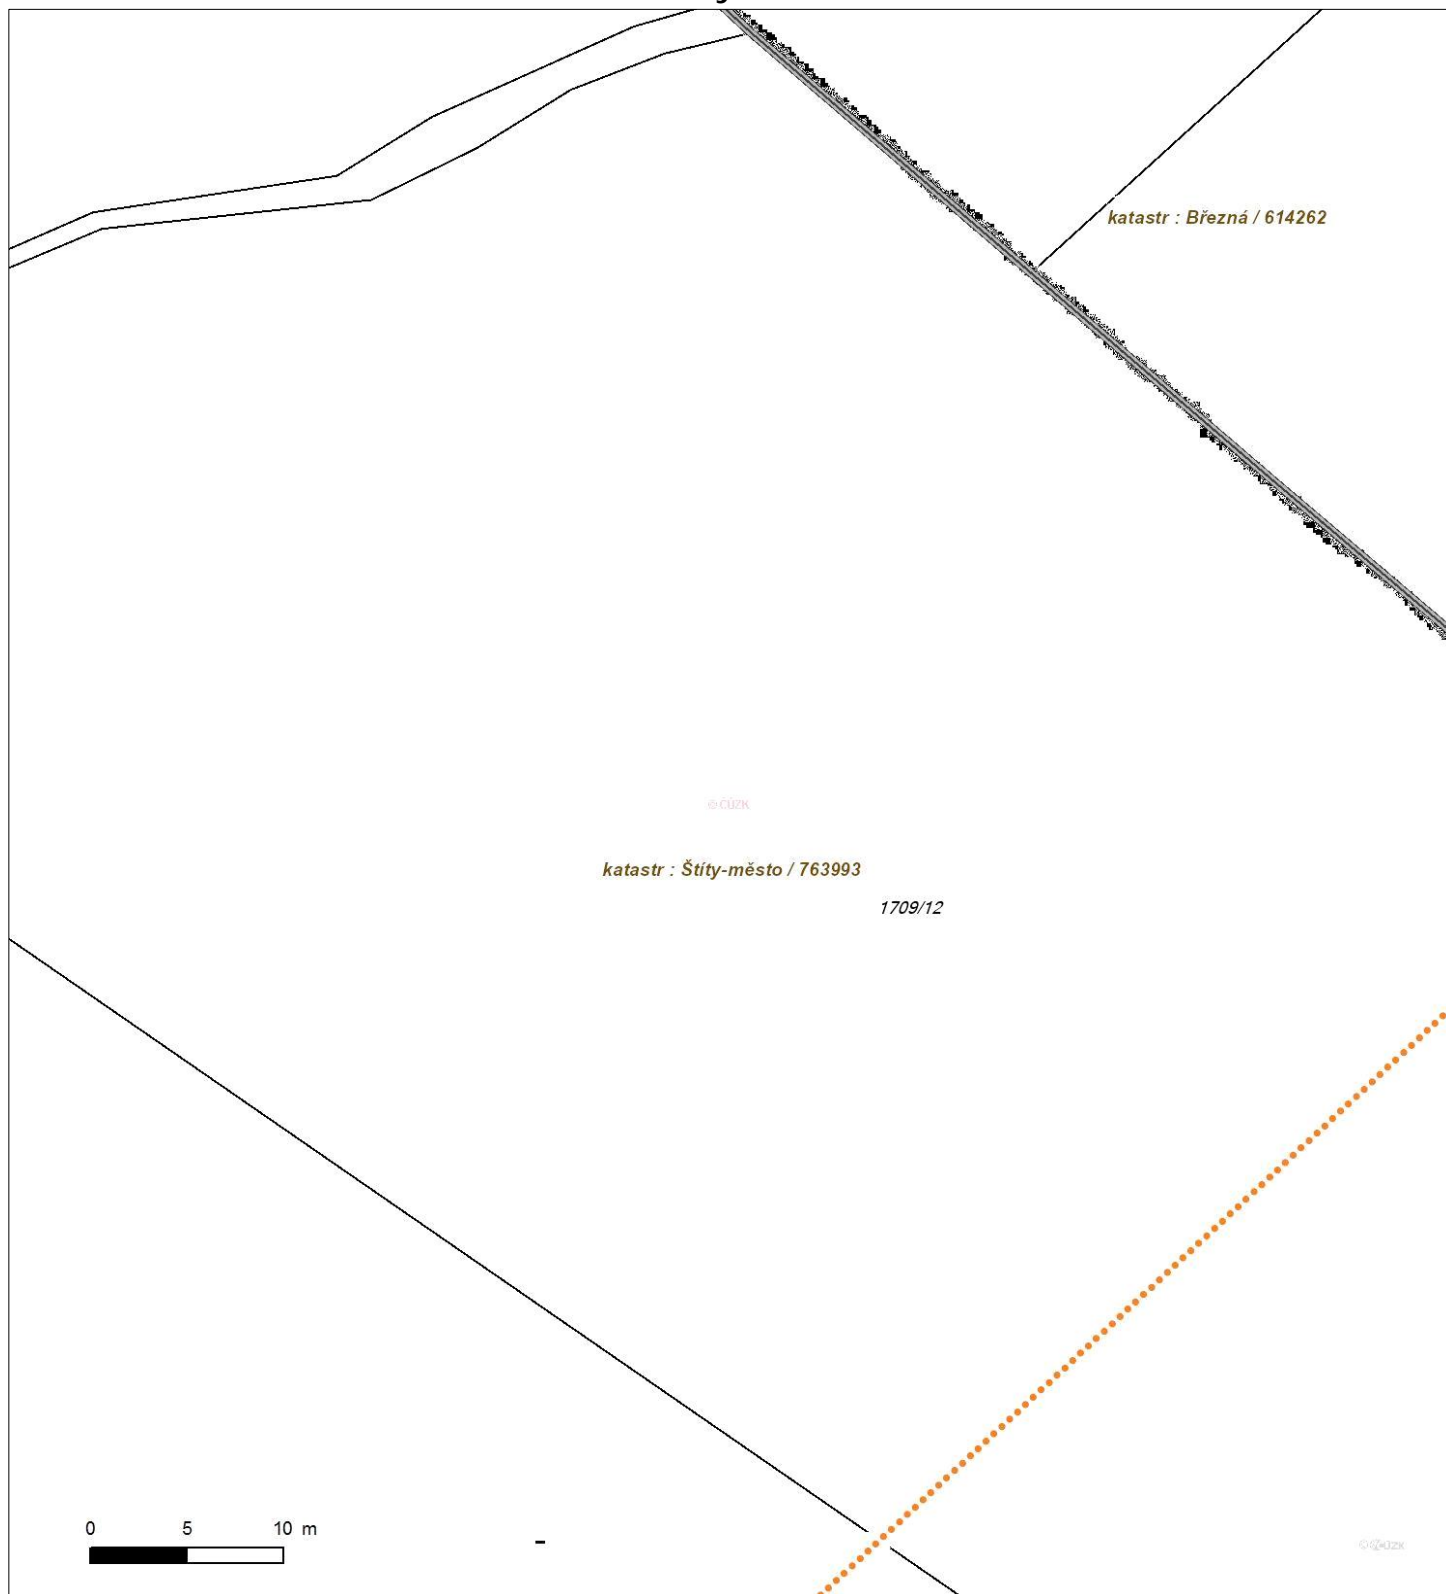 katastr : Březná / 614262
© ČÚZK
katastr : Štíty-město / 763993
1709/12
0 5 10 m